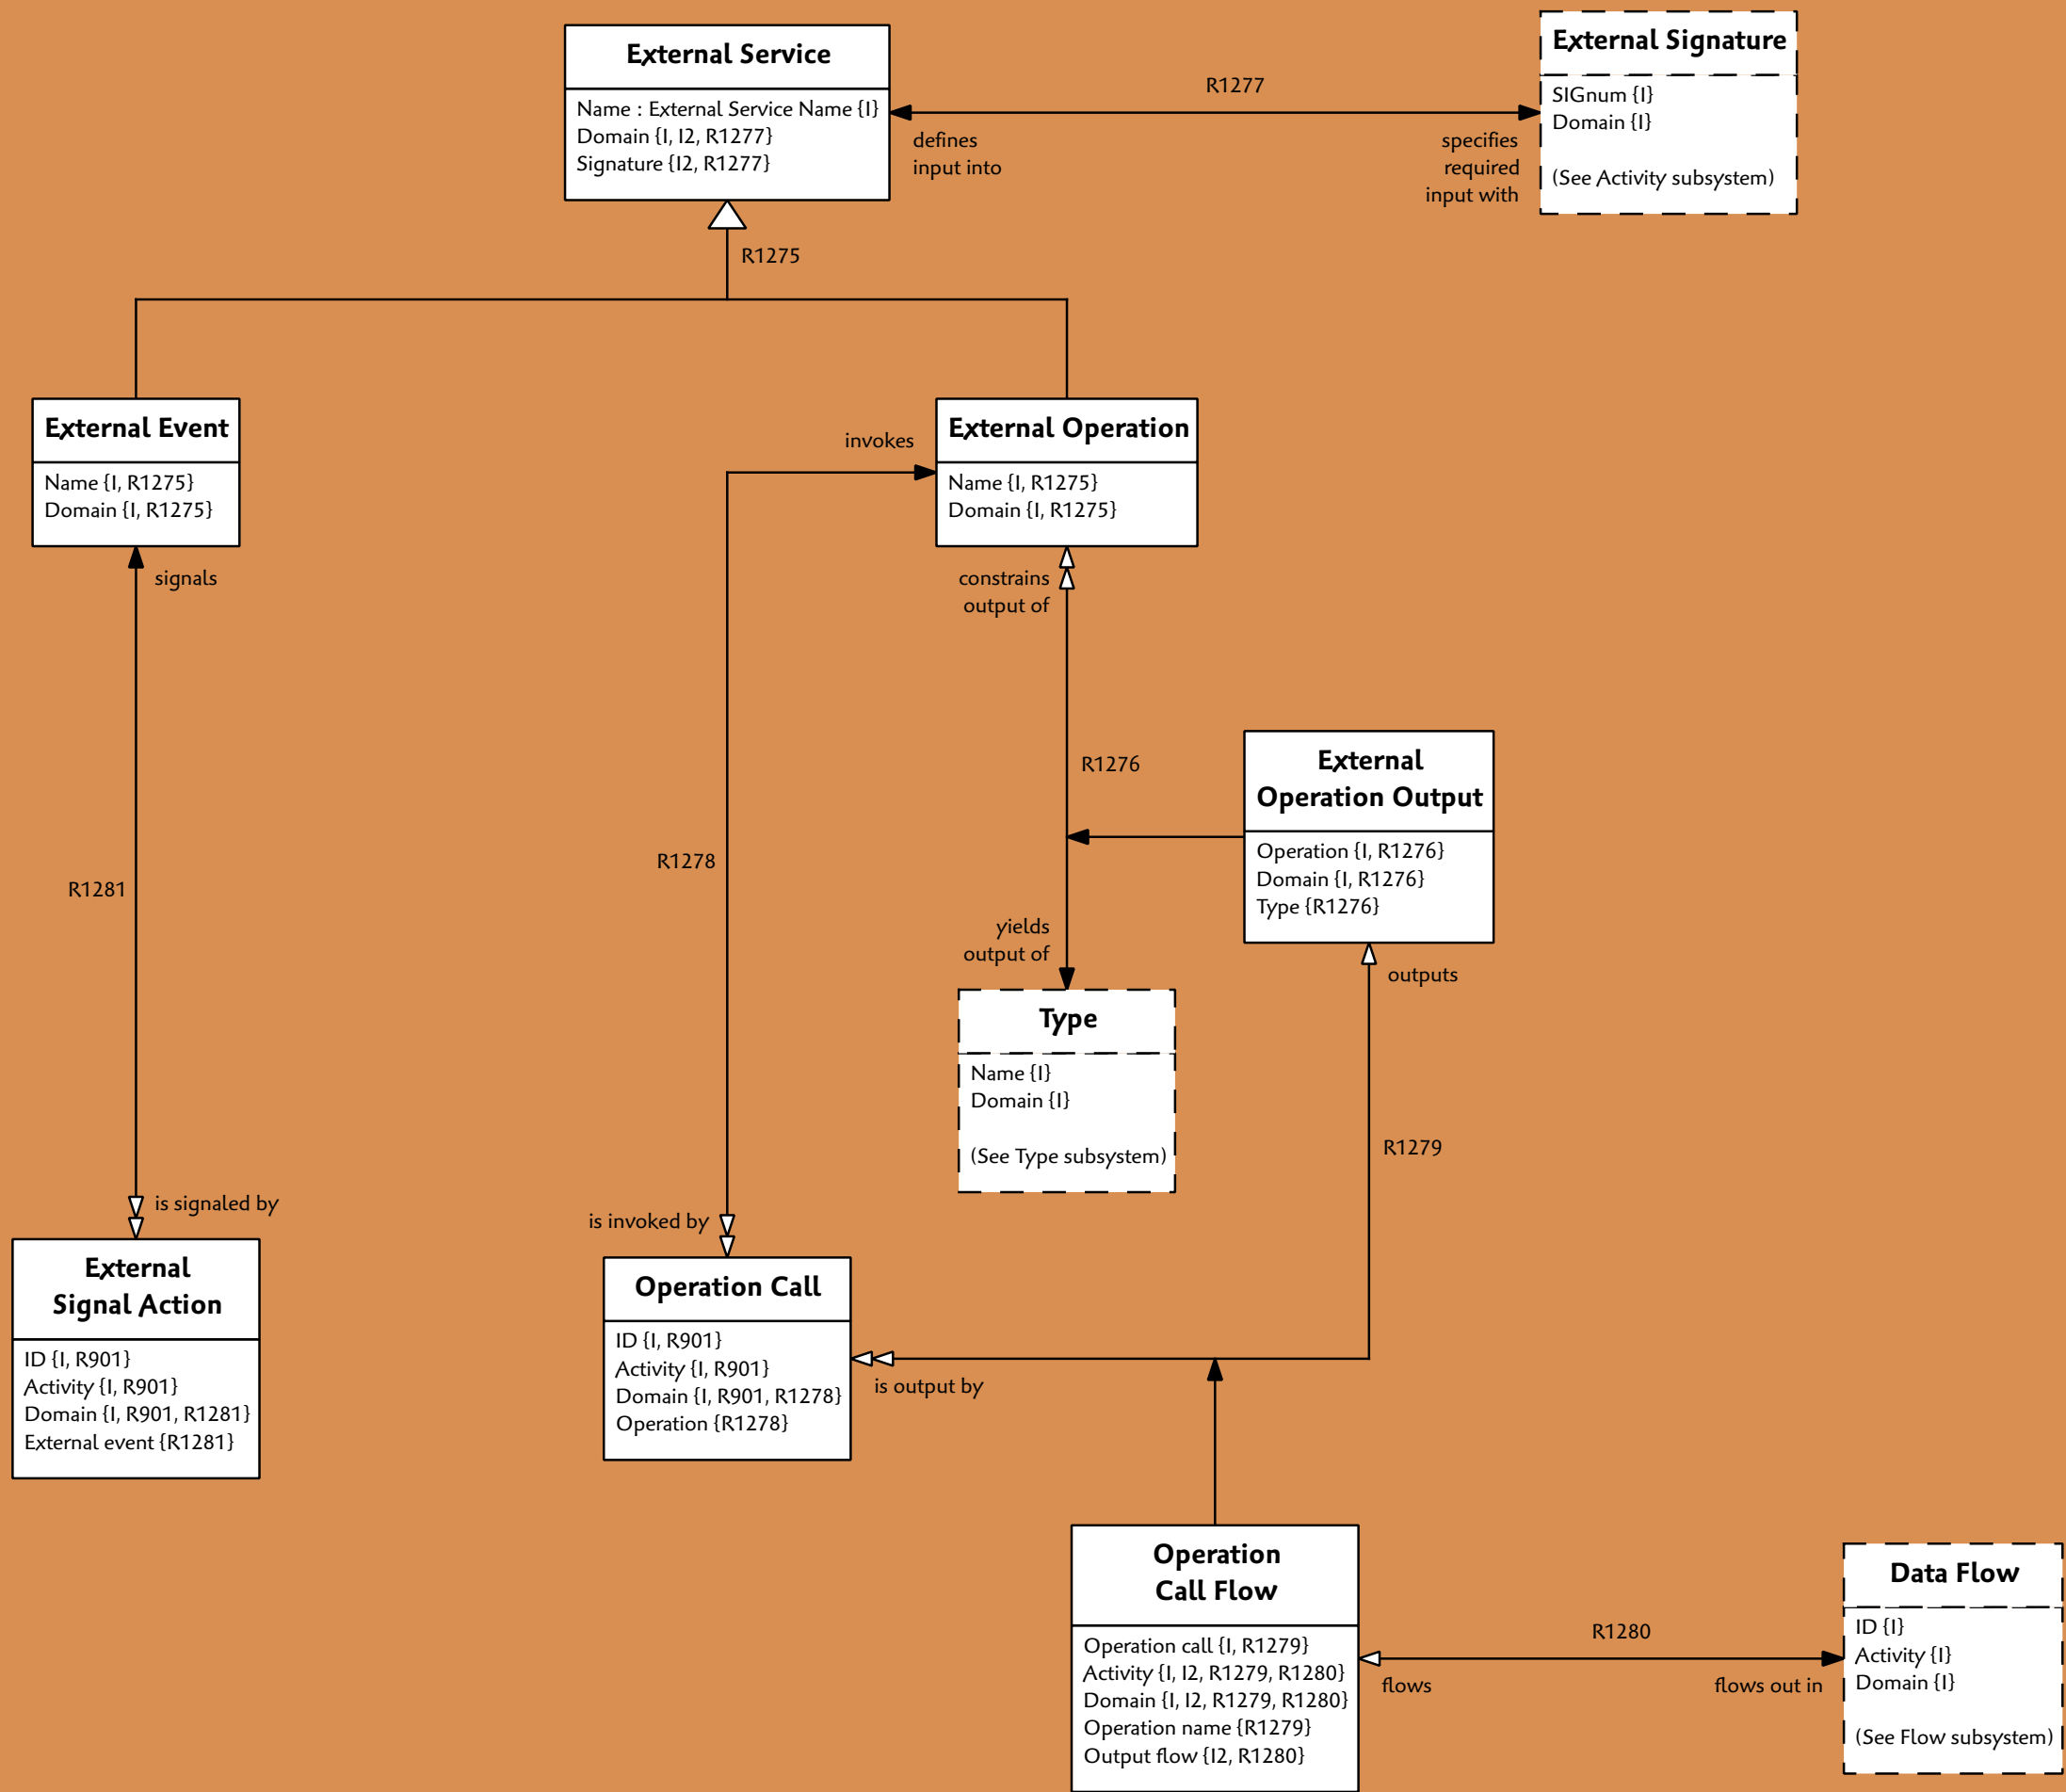 External Service
Name : External Service Name {I}
Domain {I, I2, R1277}
Signature {I2, R1277}
R1277
defines
input into
specifies
required
input with
External Signature
SIGnum {I}
Domain {I}
(See Activity subsystem)
R1275
External Event
Name {I, R1275}
Domain {I, R1275}
signals
invokes
External Operation
Name {I, R1275}
Domain {I, R1275}
constrains
output of
R1276
External
Operation Output
Operation {I, R1276}
Domain {I, R1276}
Type {R1276}
R1281
R1278
yields
output of
outputs
Type
Name {I}
Domain {I}
(See Type subsystem)
R1279
is signaled by
is invoked by
External
Signal Action
ID {I, R901}
Activity {I, R901}
Domain {I, R901, R1281}
External event {R1281}
Operation Call
ID {I, R901}
Activity {I, R901}
Domain {I, R901, R1278}
Operation {R1278}
is output by
Operation
Call Flow
Operation call {I, R1279}
Activity {I, I2, R1279, R1280}
Domain {I, I2, R1279, R1280}
Operation name {R1279}
Output flow {I2, R1280}
R1280
flows
flows out in
Data Flow
ID {I}
Activity {I}
Domain {I}
(See Flow subsystem)